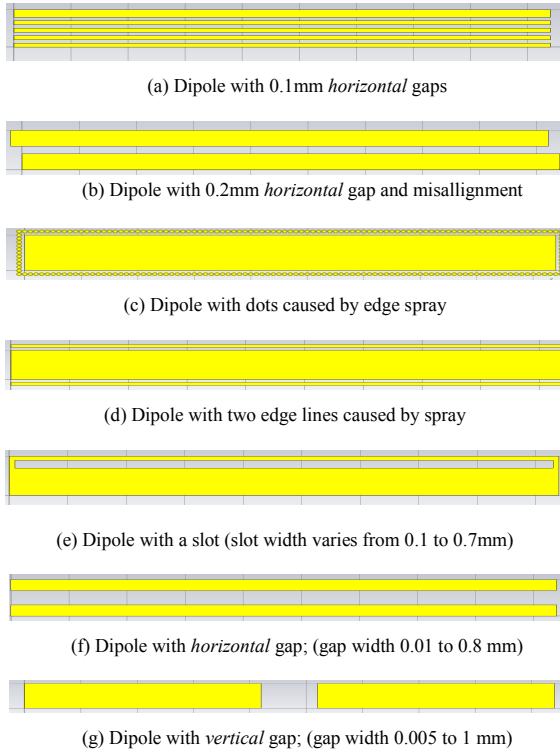 (a) Dipole with 0.1mm horizontal gaps
(b) Dipole with 0.2mm horizontal gap and misallignment
(c) Dipole with dots caused by edge spray
(d) Dipole with two edge lines caused by spray
(e) Dipole with a slot (slot width varies from 0.1 to 0.7mm)
(f) Dipole with horizontal gap; (gap width 0.01 to 0.8 mm)
(g) Dipole with vertical gap; (gap width 0.005 to 1 mm)